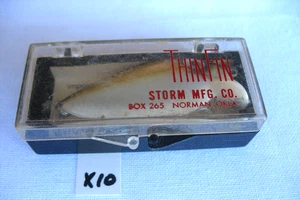 THINFIN
STORM MFG. CO.
BOX 265, NORMAN, OKLA.
X10